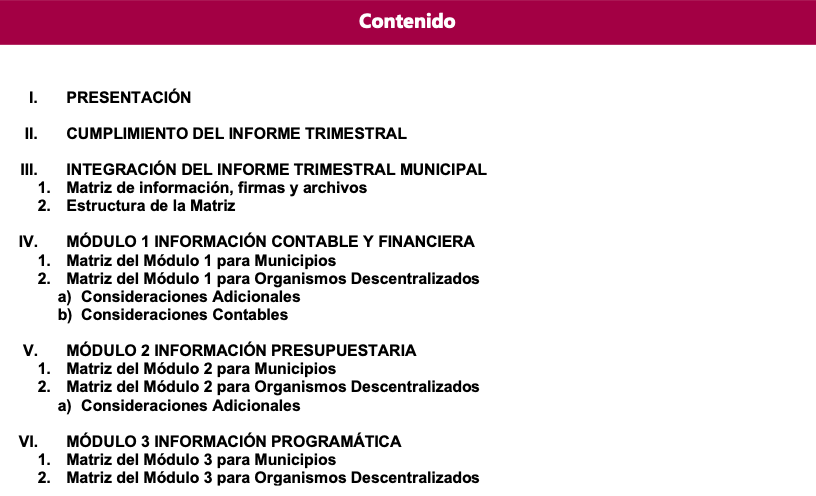 Contenido
I. PRESENTACIÓN
II. CUMPLIMIENTO DEL INFORME TRIMESTRAL
III. INTEGRACIÓN DEL INFORME TRIMESTRAL MUNICIPAL
1. Matriz de información, firmas y archivos
2. Estructura de la Matriz
IV. MÓDULO 1 INFORMACIÓN CONTABLE Y FINANCIERA
1. Matriz del Módulo 1 para Municipios
2. Matriz del Módulo 1 para Organismos Descentralizados
a) Consideraciones Adicionales
b) Consideraciones Contables
V. MÓDULO 2 INFORMACIÓN PRESUPUESTARIA
1. Matriz del Módulo 2 para Municipios
2. Matriz del Módulo 2 para Organismos Descentralizados
a) Consideraciones Adicionales
VI. MÓDULO 3 INFORMACIÓN PROGRAMÁTICA
1. Matriz del Módulo 3 para Municipios
2. Matriz del Módulo 3 para Organismos Descentralizados